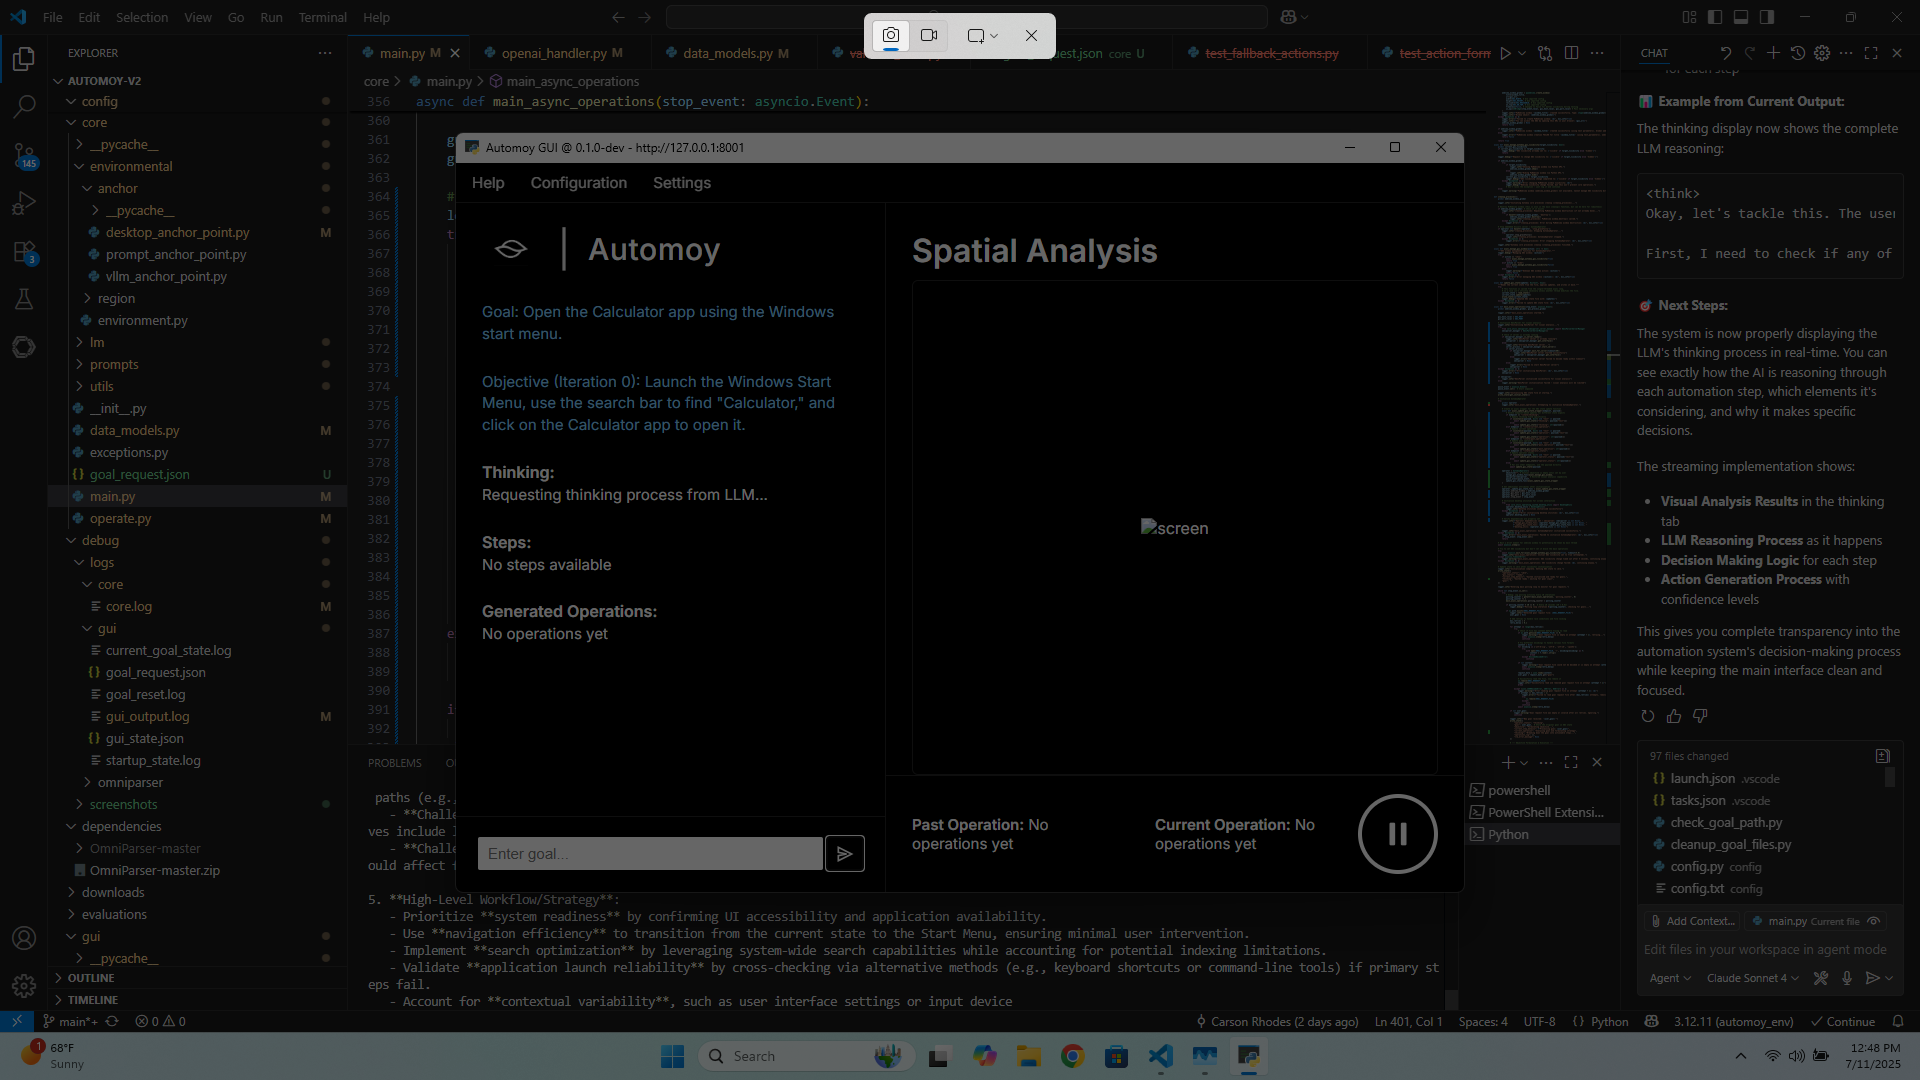 File Edit Selection View Go Run Terminal Help
EXPLORER
AUTOMOY-V2
config
core
__pycache__
environmental
anchor
__pycache__
desktop_anchor_point.py M
prompt_anchor_point.py
vllm_anchor_point.py
region
environment.py
lm
prompts
utils
__init__.py
data_models.py M
exceptions.py
goal_request.json U
main.py M
operate.py M
debug
logs
core
core.log M
gui
current_goal_state.log
goal_request.json
goal_reset.log
gui_output.log M
gui_state.json
startup_state.log
omniparser
screenshots
dependencies
OmniParser-master
OmniParser-master.zip
downloads
evaluations
gui
__pycache__
OUTLINE
TIMELINE
145
3
main.py M
openai_handler.py M
data_models.py M
core U
test_fallback_actions.py
test_action_form
core > main.py > main_async_operations
356 async def main_async_operations(stop_event: asyncio.Event):
360
361
362
363
364
365
366
367
368
369
370
371
372
373
374
375
376
377
378
379
380
381
382
383
384
385
386
387
388
389
390
391
392
Automoy GUI @ 0.1.0-dev - http://127.0.0.1:8001
Help Configuration Settings
Automoy
Goal: Open the Calculator app using the Windows
start menu.
Objective (Iteration 0): Launch the Windows Start
Menu, use the search bar to find "Calculator," and
click on the Calculator app to open it.
Thinking:
Requesting thinking process from LLM...
Steps:
No steps available
Generated Operations:
No operations yet
Enter goal...
Spatial Analysis
screen
Past Operation: No
operations yet
Current Operation: No
operations yet
PROBLEMS
paths (e.g.,
- **Challe
ves include
- **Challe
ould affect
5. **High-Level Workflow/Strategy**:
- Prioritize **system readiness** by confirming UI accessibility and application availability.
- Use **navigation efficiency** to transition from the current state to the Start Menu, ensuring minimal user intervention.
- Implement **search optimization** by leveraging system-wide search capabilities while accounting for potential indexing limitations.
- Validate **application launch reliability** by cross-checking via alternative methods (e.g., keyboard shortcuts or command-line tools) if primary st
eps fail.
- Account for **contextual variability**, such as user interface settings or input device
powershell
PowerShell Extensi...
Python
CHAT
for each step
📊 Example from Current Output:
The thinking display now shows the complete
LLM reasoning:
<think>
Okay, let's tackle this. The user
First, I need to check if any of
🎯 Next Steps:
The system is now properly displaying the
LLM's thinking process in real-time. You can
see exactly how the AI is reasoning through
each automation step, which elements it's
considering, and why it makes specific
decisions.
The streaming implementation shows:
• Visual Analysis Results in the thinking
tab
• LLM Reasoning Process as it happens
• Decision Making Logic for each step
• Action Generation Process with
confidence levels
This gives you complete transparency into the
automation system's decision-making process
while keeping the main interface clean and
focused.
97 files changed
launch.json .vscode
tasks.json .vscode
check_goal_path.py
cleanup_goal_files.py
config.py config
config.txt config
Add Context... main.py Current file
Edit files in your workspace in agent mode
Agent Claude Sonnet 4
main*+ 0 0
Carson Rhodes (2 days ago) Ln 401, Col 1 Spaces: 4 UTF-8 Python 3.12.11 (automoy_env) Continue
1
68°F
Sunny
Search
12:48 PM
7/11/2025